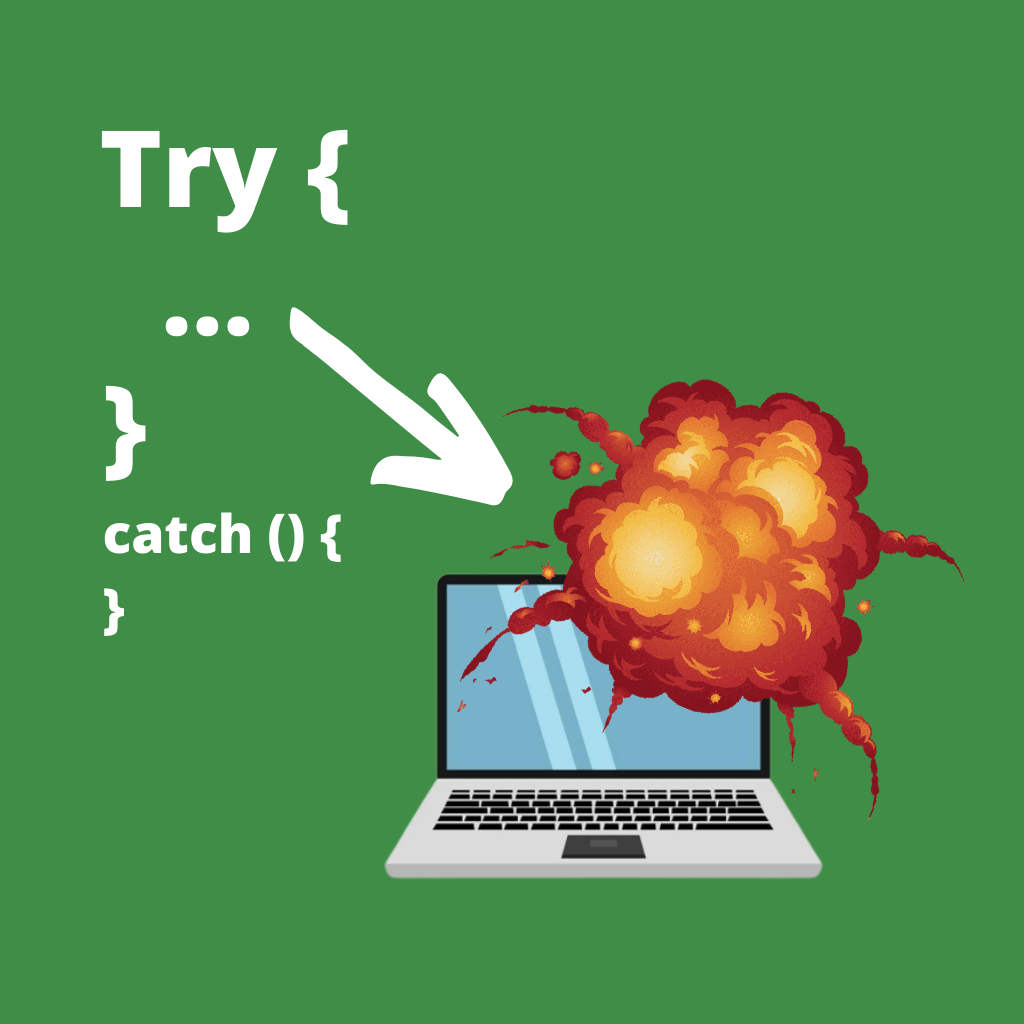 Try {
...
}
catch () {
}